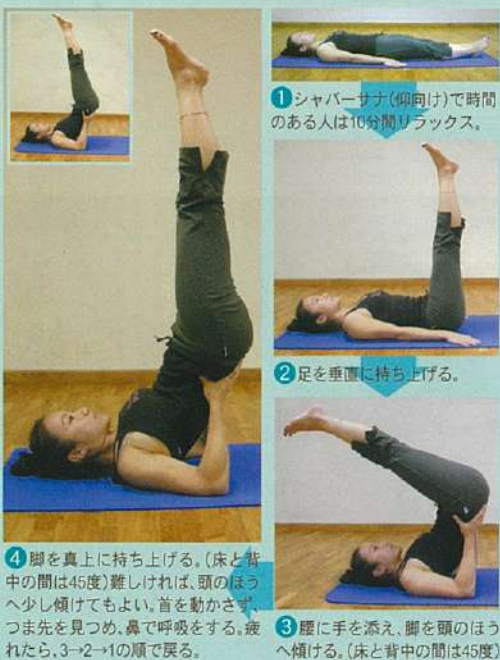 ❶シャバーサナ(仰向け)で時間
のある人は10分間リラックス。
❷足を垂直に持ち上げる。
❸腰に手を添え、脚を頭のほう
へ傾ける。(床と背中の間は45度)
❹脚を真上に持ち上げる。(床と背
中の間は45度)難しければ、頭のほう
へ少し傾けてもよい。首を動かさず、
つま先を見つめ、鼻で呼吸をする。疲
れたら、3→2→1の順で戻る。